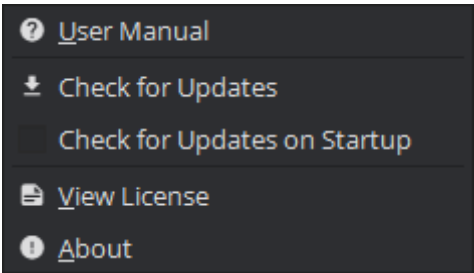 User Manual
Check for Updates
Check for Updates on Startup
View License
About